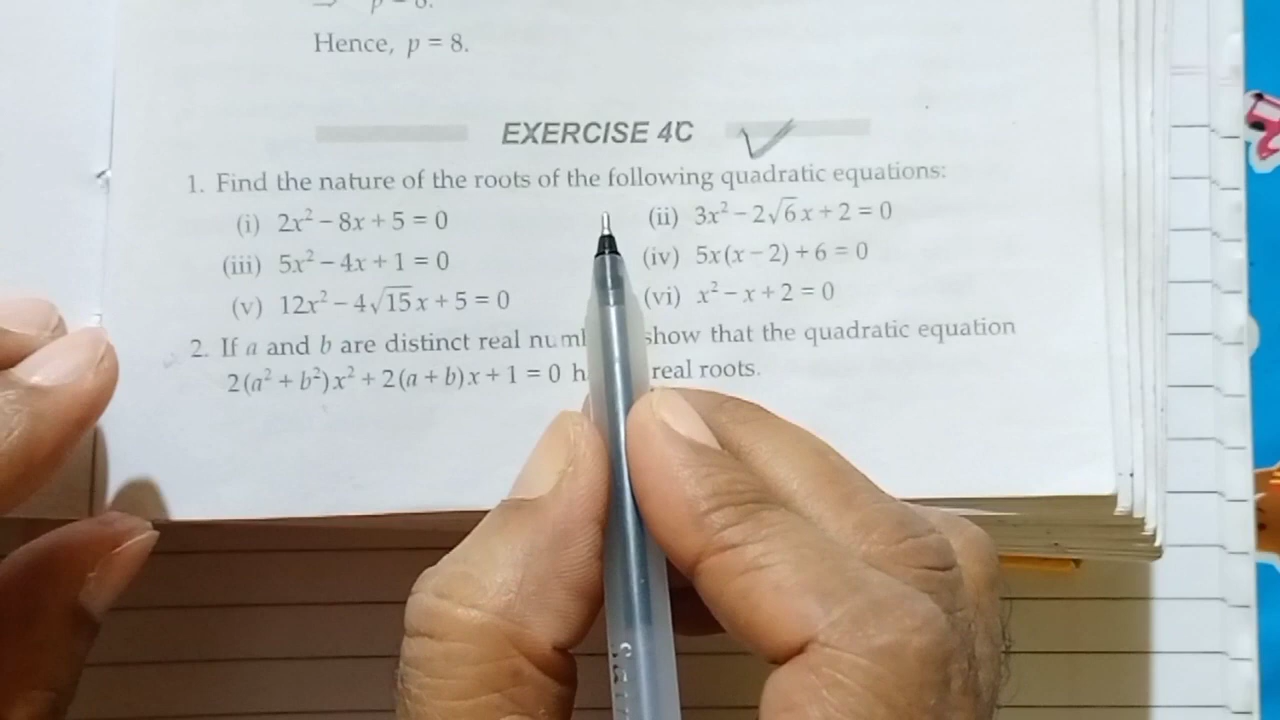 Hence, p = 8.
EXERCISE 4C
1. Find the nature of the roots of the following quadratic equations:
(i) 2x² – 8x + 5 = 0 (ii) 3x² – 2√6 x + 2 = 0
(iii) 5x² – 4x + 1 = 0 (iv) 5x(x – 2) + 6 = 0
(v) 12x² – 4√15 x + 5 = 0 (vi) x² – x + 2 = 0
2. If a and b are distinct real show that the quadratic equation
2(a² + b²)x² + 2(a + b)x + 1 = 0 real roots.